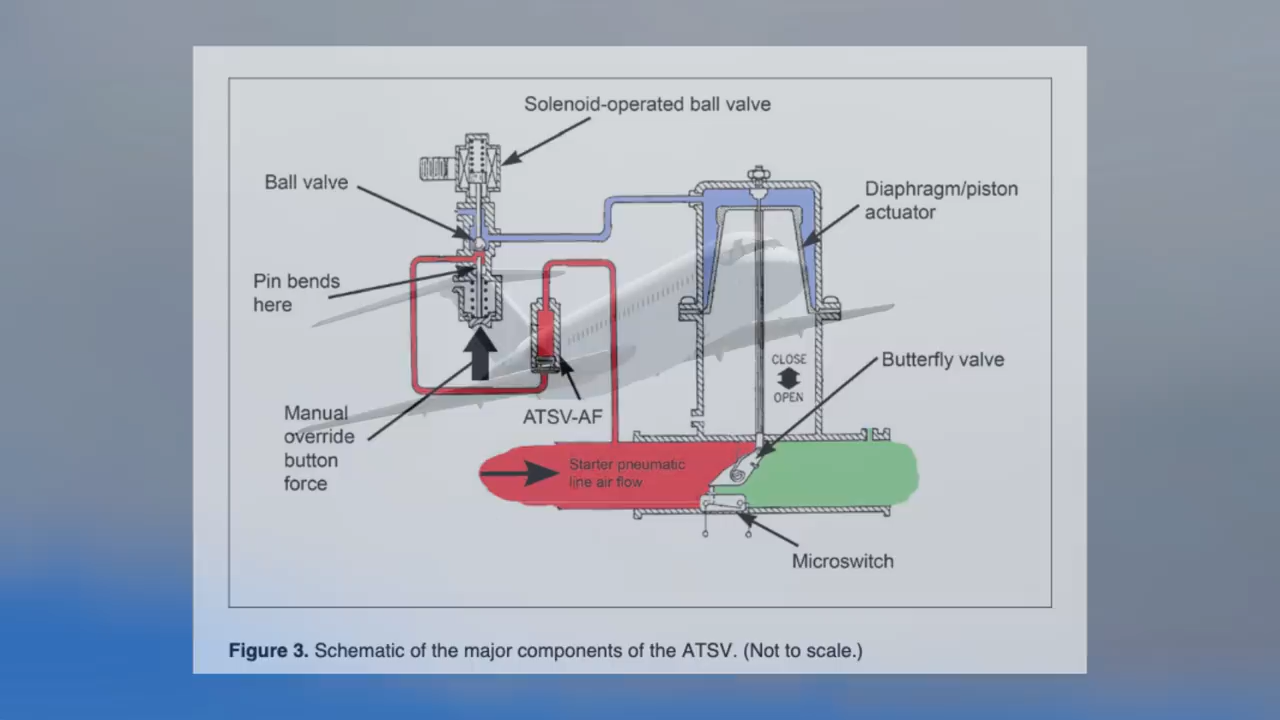 Solenoid-operated ball valve
Ball valve
Diaphragm/piston
actuator
Pin bends
here
CLOSE
OPEN
Butterfly valve
Manual
override
button
force
ATSV-AF
Starter pneumatic
line air flow
Microswitch
Figure 3. Schematic of the major components of the ATSV. (Not to scale.)